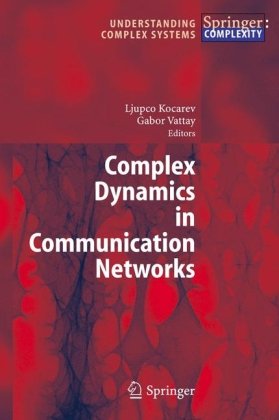 UNDERSTANDING
COMPLEX SYSTEMS
Springer:
COMPLEXITY
Ljupco Kocarev
Gabor Vattay
Editors
Complex
Dynamics
in
Communication
Networks
Springer